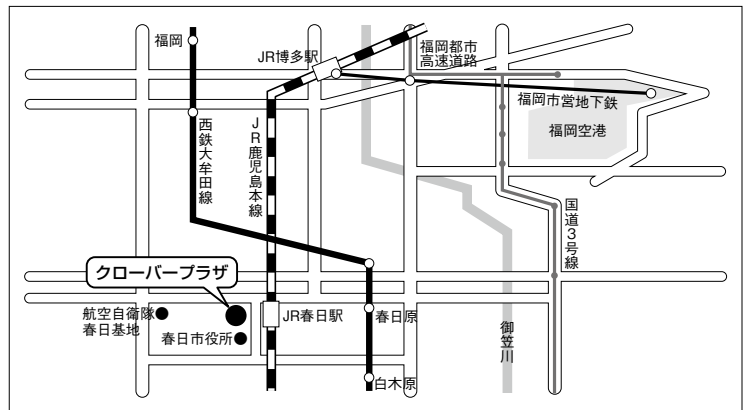 福岡
JR博多駅
福岡都市
高速道路
福岡市営地下鉄
福岡空港
西鉄大牟田線
JR鹿児島本線
国道3号線
クローバープラザ
航空自衛隊
春日基地
春日市役所
JR春日駅
春日原
御笠川
白木原